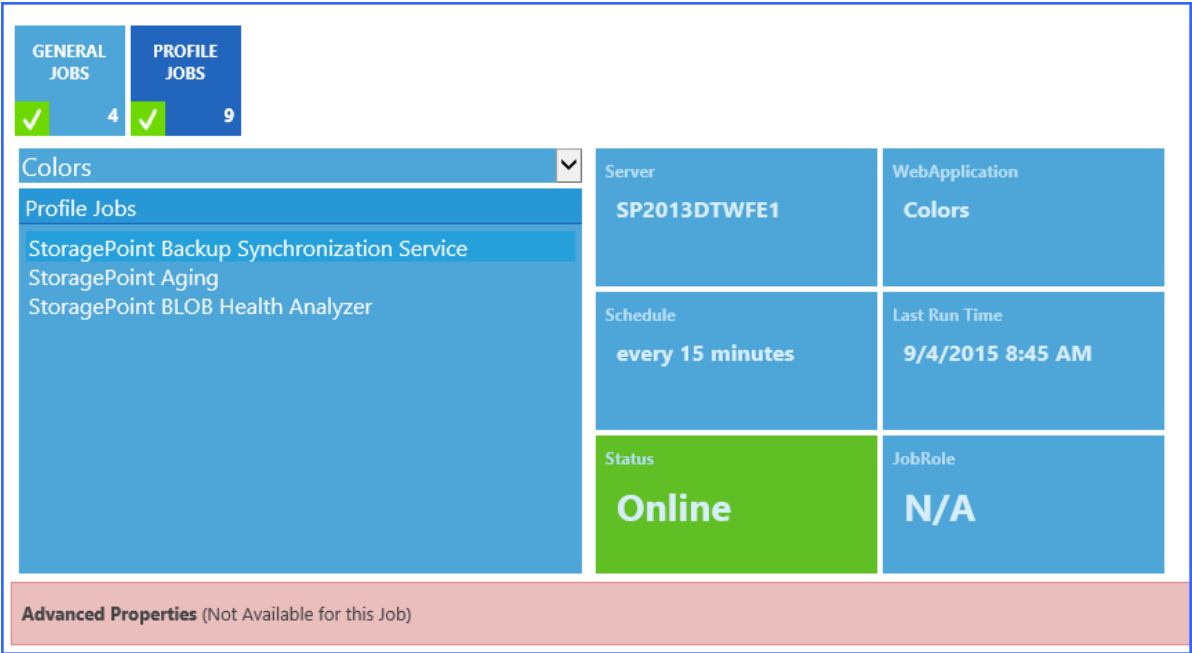 GENERAL
JOBS
4
PROFILE
JOBS
9
Colors
Profile Jobs
StoragePoint Backup Synchronization Service
StoragePoint Aging
StoragePoint BLOB Health Analyzer
Server
SP2013DTWFE1
WebApplication
Colors
Schedule
every 15 minutes
Last Run Time
9/4/2015 8:45 AM
Status
Online
JobRole
N/A
Advanced Properties (Not Available for this Job)